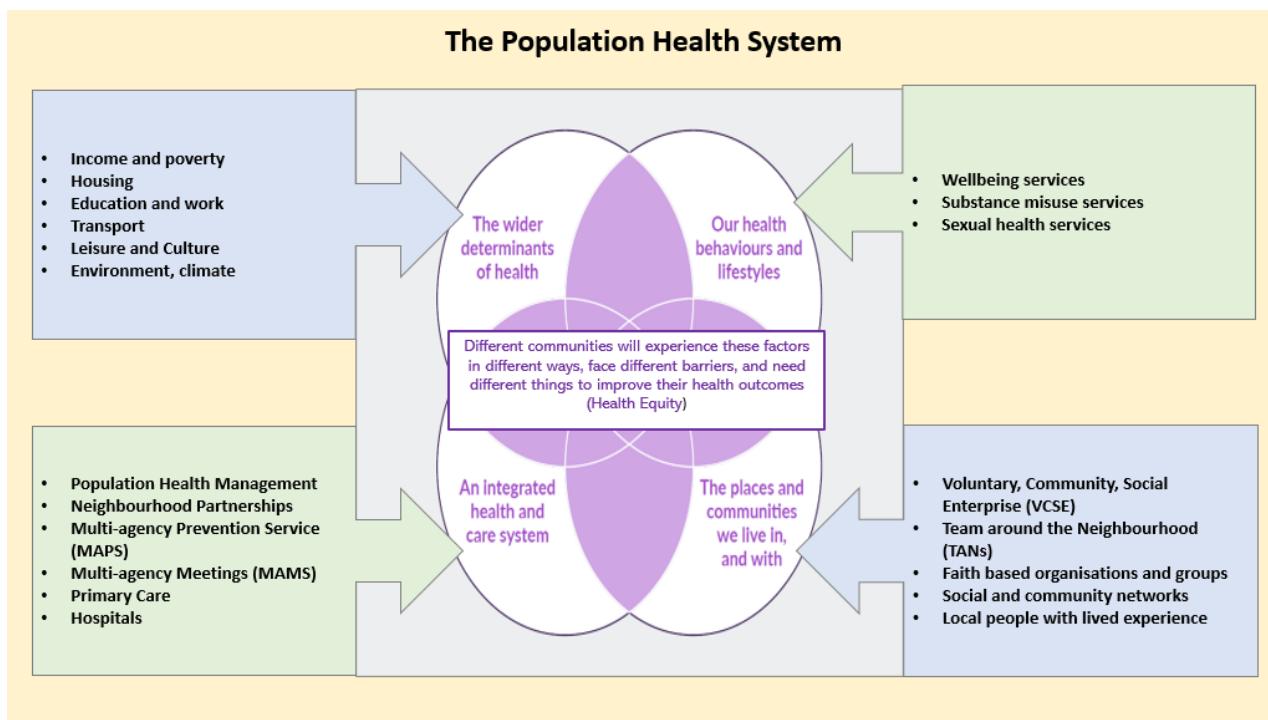 The Population Health System
• Income and poverty
• Housing
• Education and work
• Transport
• Leisure and Culture
• Environment, climate
• Wellbeing services
• Substance misuse services
• Sexual health services
The wider
determinants
of health
Our health
behaviours and
lifestyles
Different communities will experience these factors
in different ways, face different barriers, and need
different things to improve their health outcomes
(Health Equity)
An integrated
health and
care system
The places and
communities
we live in,
and with
• Population Health Management
• Neighbourhood Partnerships
• Multi-agency Prevention Service
(MAPS)
• Multi-agency Meetings (MAMS)
• Primary Care
• Hospitals
• Voluntary, Community, Social
Enterprise (VCSE)
• Team around the Neighbourhood
(TANs)
• Faith based organisations and groups
• Social and community networks
• Local people with lived experience